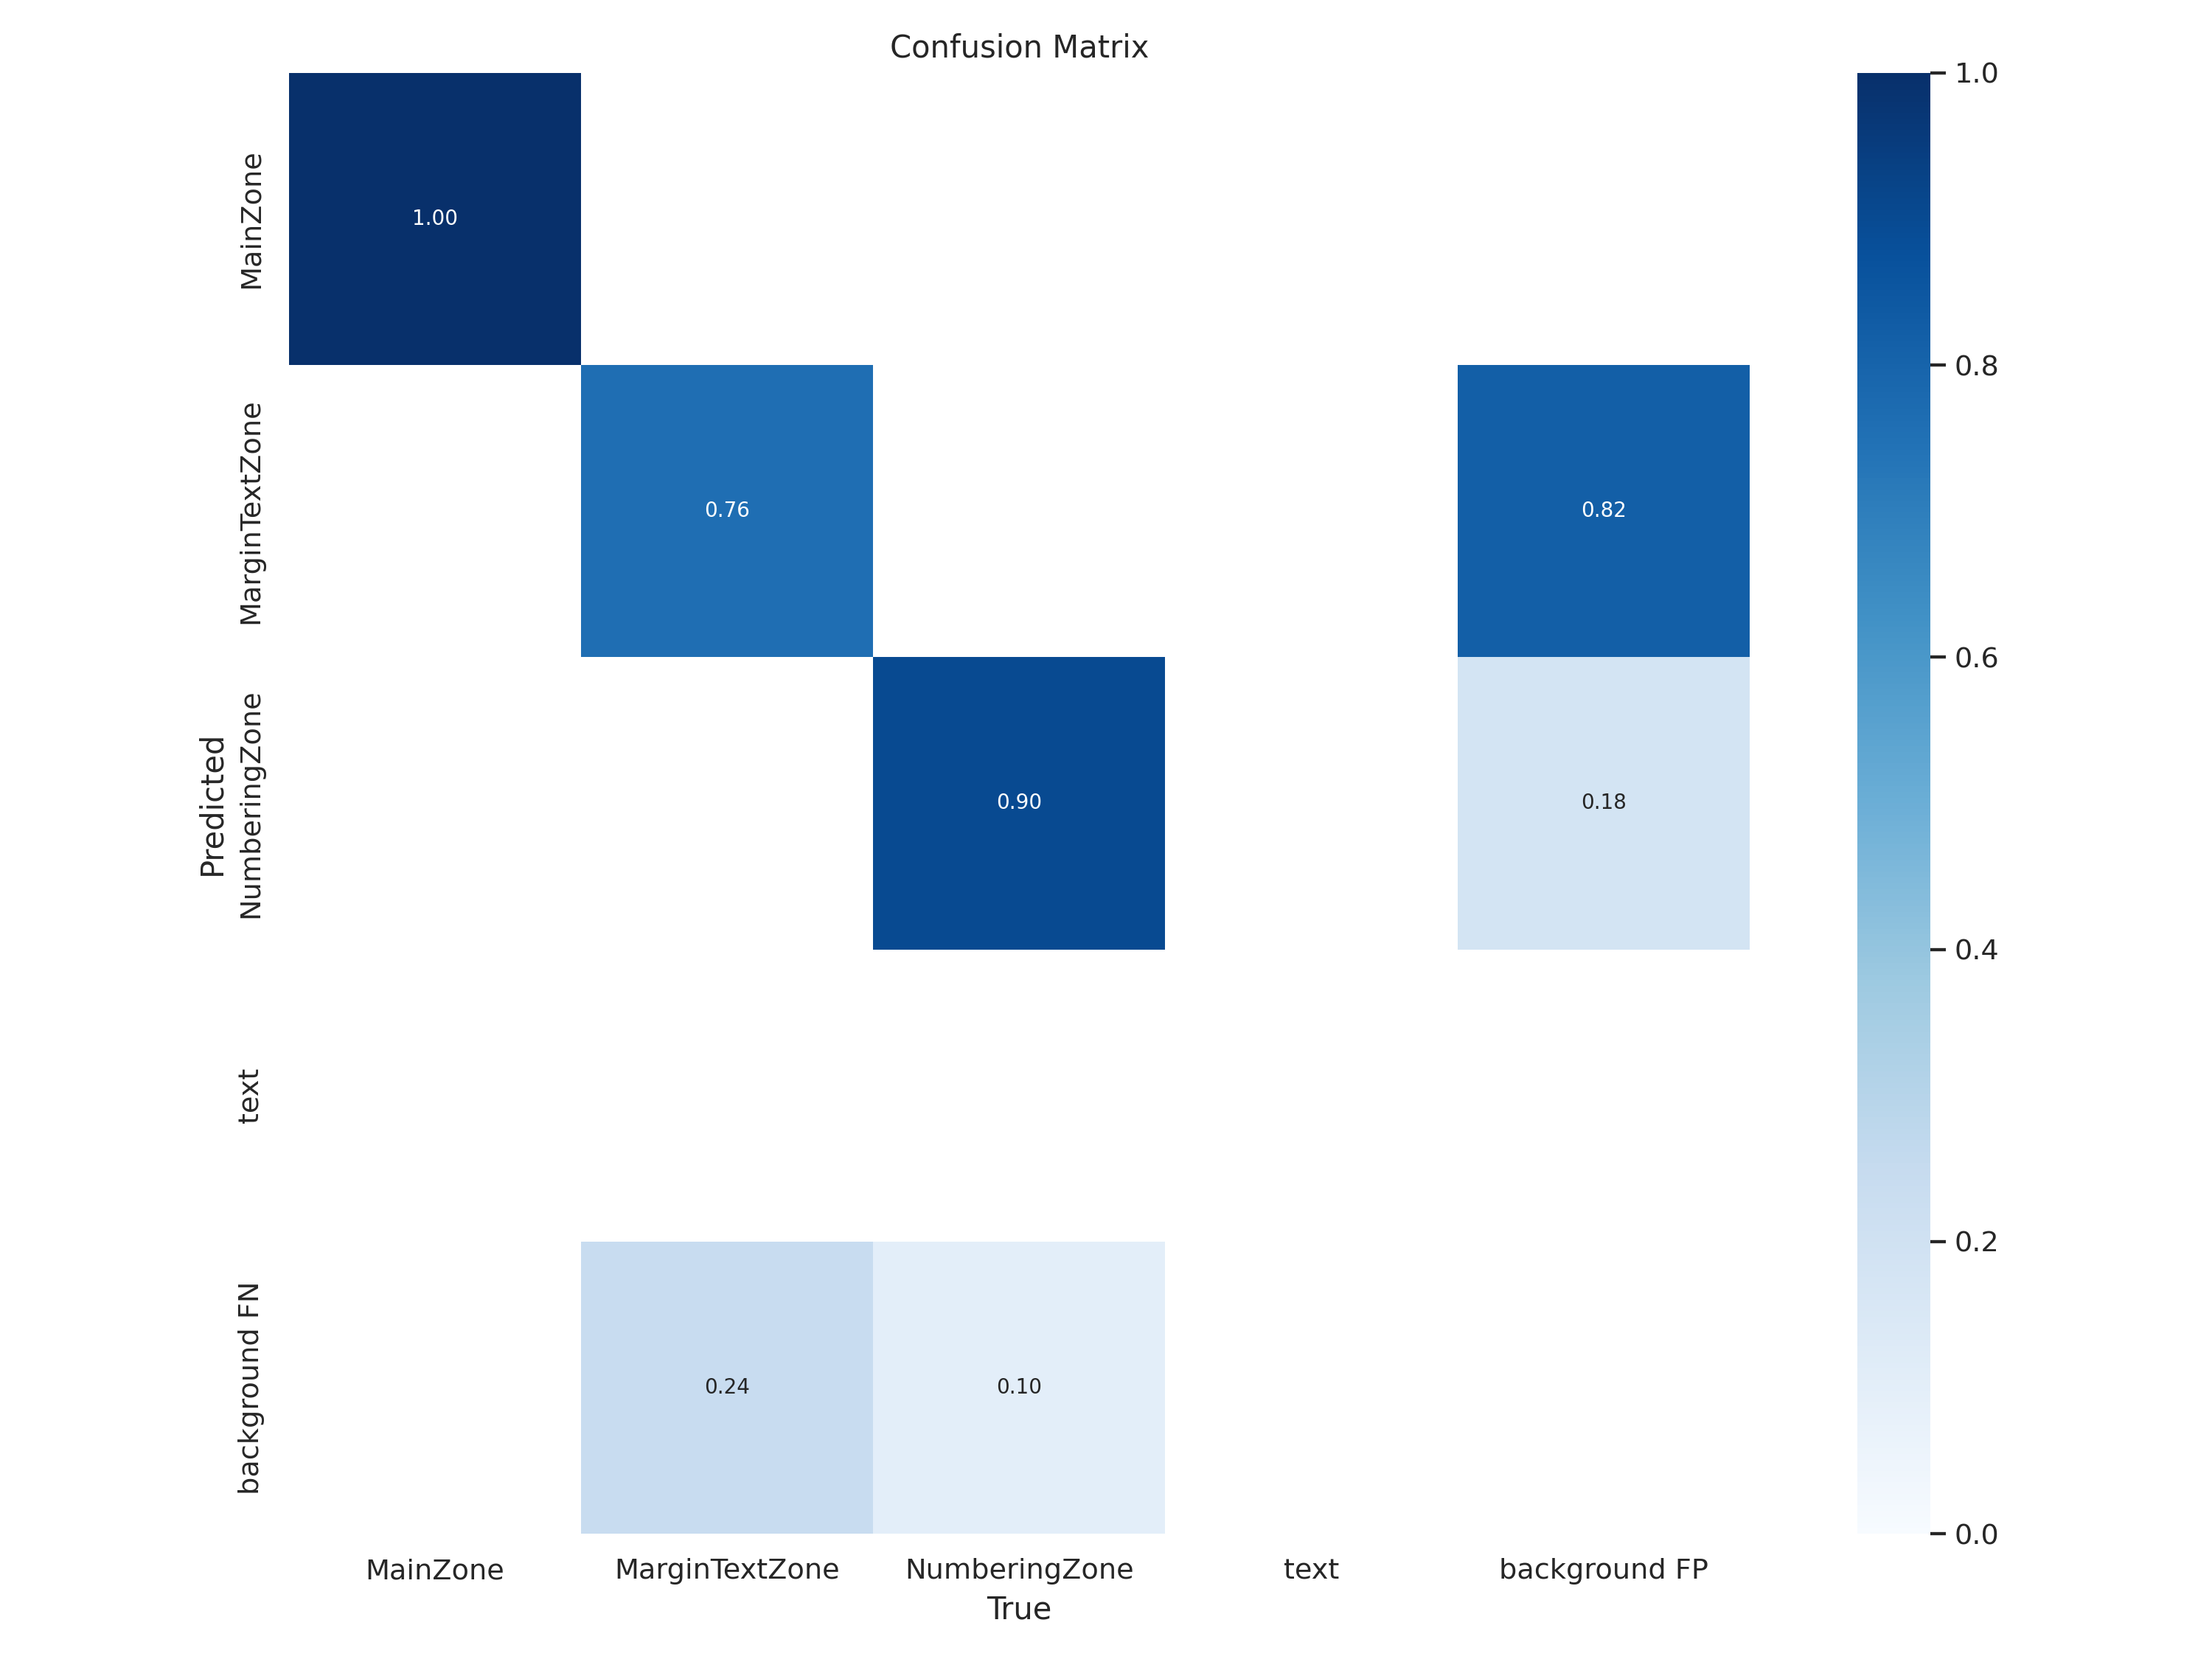 Confusion Matrix
MainZone
MarginTextZone
NumberingZone
text
background FN
Predicted
1.00
0.76
0.82
0.90
0.18
0.24
0.10
MainZone
MarginTextZone
NumberingZone
text
background FP
True
1.0
0.8
0.6
0.4
0.2
0.0